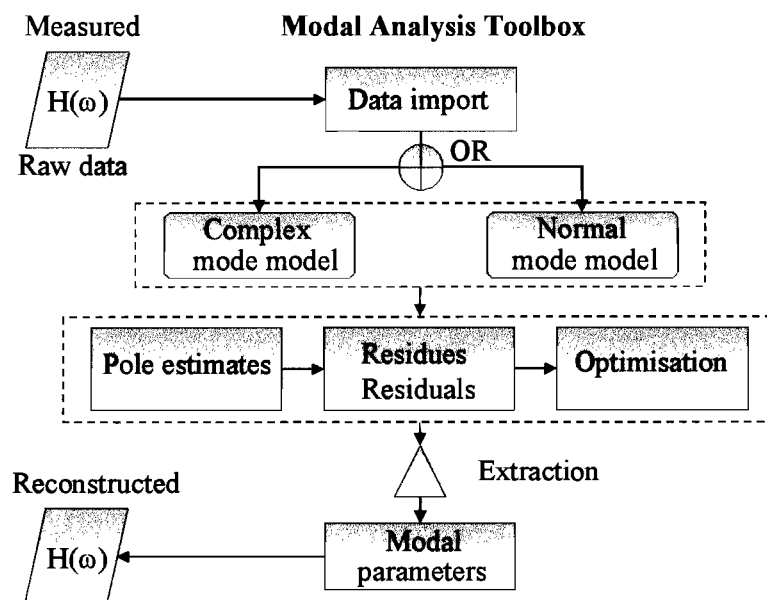 Measured
Modal Analysis Toolbox
H(ω)
Data import
Raw data
OR
Complex
mode model
Normal
mode model
Pole estimates
Residues
Residuals
Optimisation
Extraction
Reconstructed
H(ω)
Modal
parameters